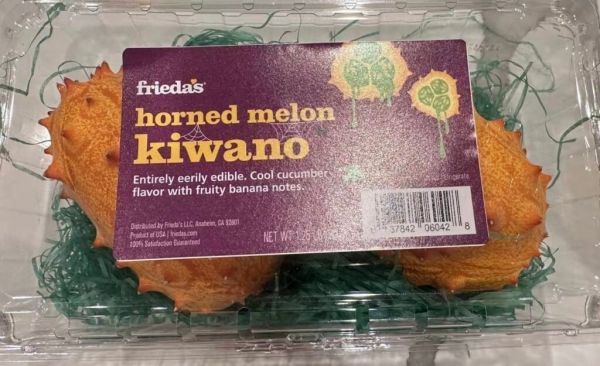 frieda's
horned melon
kiwano
Entirely eerily edible. Cool cucumber
flavor with fruity banana notes.
Distributed by Frieda's LLC, Anaheim, CA 92801
Product of USA | friedas.com
100% Satisfaction Guaranteed
NET WT
37842 06042 8